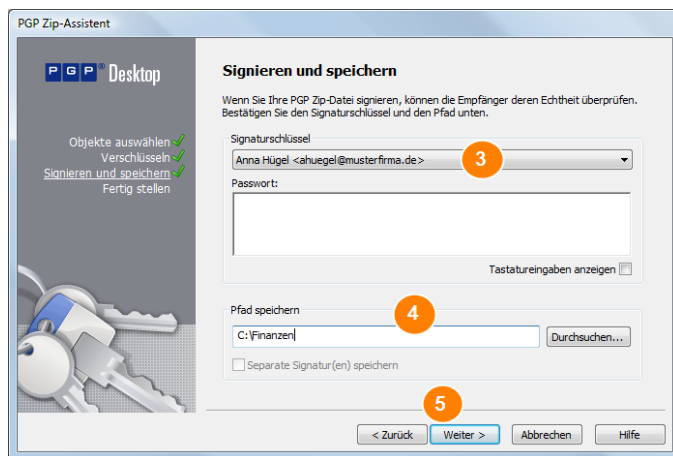 PGP Zip-Assistent
PGP® Desktop
Objekte auswählen
Verschlüsseln
Signieren und speichern
Fertig stellen
Signieren und speichern
Wenn Sie Ihre PGP Zip-Datei signieren, können die Empfänger deren Echtheit überprüfen.
Bestätigen Sie den Signaturschlüssel und den Pfad unten.
Signaturschlüssel
Anna Hügel <ahuegel@musterfirma.de>
3
Passwort:
Tastatureingaben anzeigen
Pfad speichern
4
C:\Finanzen
Durchsuchen...
Separate Signatur(en) speichern
5
< Zurück Weiter > Abbrechen Hilfe